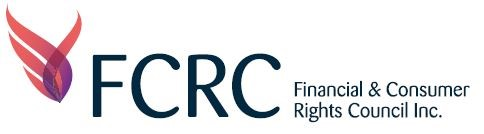 FCRC
Financial & Consumer
Rights Council Inc.